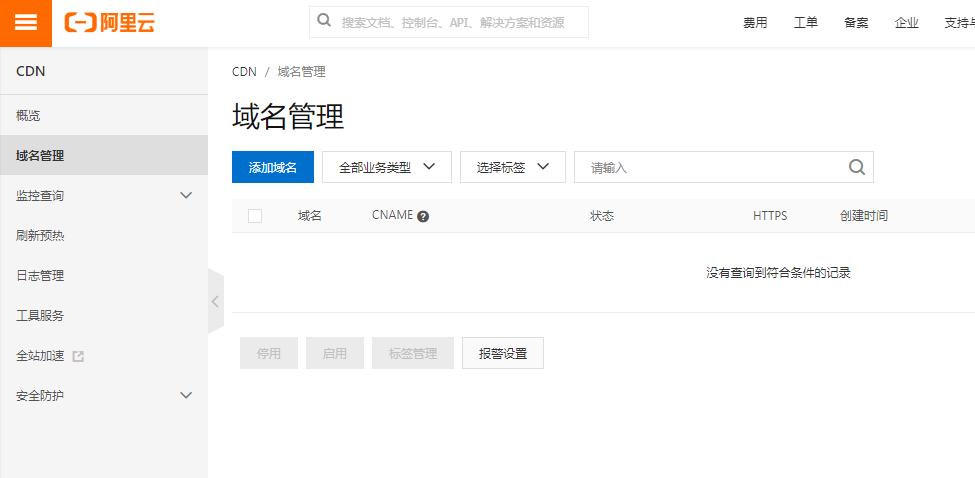 阿里云
搜索文档、控制台、API、解决方案和资源
费用 工单 备案 企业 支持与
CDN
概览
域名管理
监控查询
刷新预热
日志管理
工具服务
全站加速
安全防护
CDN / 域名管理
域名管理
添加域名 全部业务类型 选择标签 请输入
域名 CNAME ? 状态 HTTPS 创建时间
没有查询到符合条件的记录
停用 启用 标签管理 报警设置